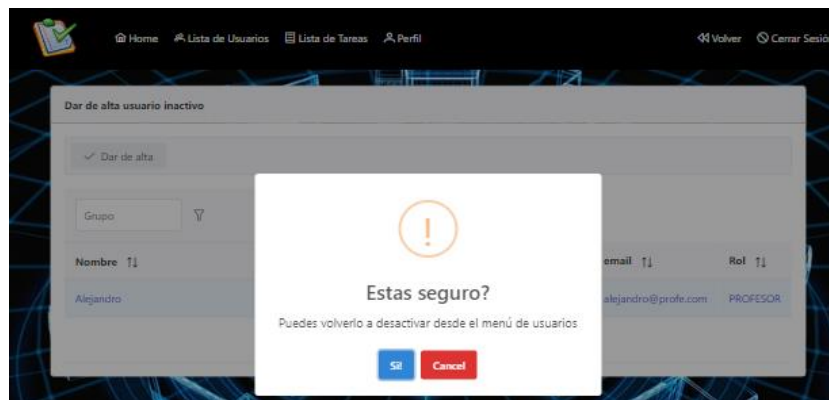 Home Lista de Usuarios Lista de Tareas Perfil Volver Cerrar Sesió
Dar de alta usuario inactivo
Dar de alta
Grupo
Nombre email Rol
Alejandro alejandro@profe.com PROFESOR
Estas seguro?
Puedes volverlo a desactivar desde el menú de usuarios
Si! Cancel